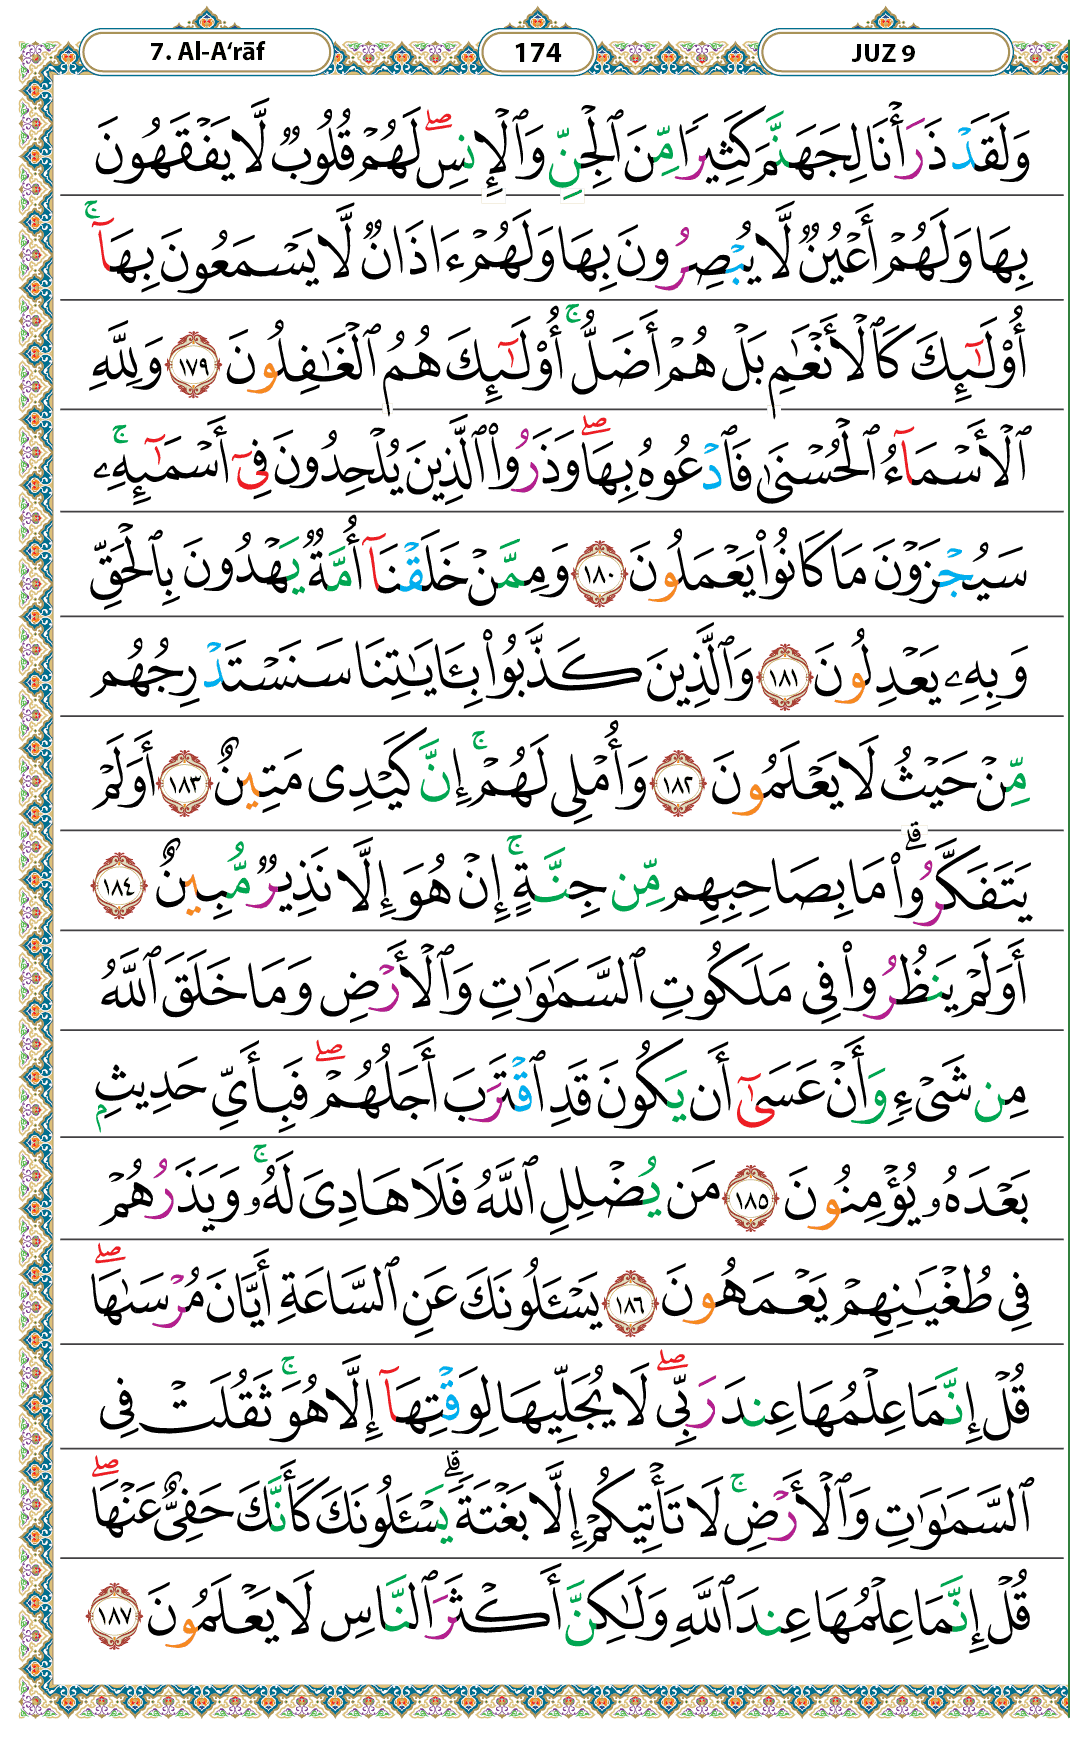 7. Al-A‘rāf
174
JUZ 9
وَلَقَدْ ذَرَأْنَا لِجَهَنَّمَ كَثِيرًا مِّنَ ٱلْجِنِّ وَٱلْإِنسِ ۖ لَهُمْ قُلُوبٌ لَّا يَفْقَهُونَ
بِهَا وَلَهُمْ أَعْيُنٌ لَّا يُبْصِرُونَ بِهَا وَلَهُمْ ءَاذَانٌ لَّا يَسْمَعُونَ بِهَآ ۚ
أُو۟لَـٰٓئِكَ كَٱلْأَنْعَـٰمِ بَلْ هُمْ أَضَلُّ ۚ أُو۟لَـٰٓئِكَ هُمُ ٱلْغَـٰفِلُونَ ١٧٩ وَلِلَّهِ
ٱلْأَسْمَآءُ ٱلْحُسْنَىٰ فَٱدْعُوهُ بِهَا ۖ وَذَرُوا۟ ٱلَّذِينَ يُلْحِدُونَ فِىٓ أَسْمَـٰٓئِهِۦ ۚ
سَيُجْزَوْنَ مَا كَانُوا۟ يَعْمَلُونَ ١٨٠ وَمِمَّنْ خَلَقْنَآ أُمَّةٌ يَهْدُونَ بِٱلْحَقِّ
وَبِهِۦ يَعْدِلُونَ ١٨١ وَٱلَّذِينَ كَذَّبُوا۟ بِـَٔايَـٰتِنَا سَنَسْتَدْرِجُهُم
مِّنْ حَيْثُ لَا يَعْلَمُونَ ١٨٢ وَأُمْلِى لَهُمْ ۚ إِنَّ كَيْدِى مَتِينٌ ١٨٣ أَوَلَمْ
يَتَفَكَّرُوا۟ ۗ مَا بِصَاحِبِهِم مِّن جِنَّةٍ ۚ إِنْ هُوَ إِلَّا نَذِيرٌ مُّبِينٌ ١٨٤
أَوَلَمْ يَنظُرُوا۟ فِى مَلَكُوتِ ٱلسَّمَـٰوَٰتِ وَٱلْأَرْضِ وَمَا خَلَقَ ٱللَّهُ
مِن شَىْءٍ وَأَنْ عَسَىٰٓ أَن يَكُونَ قَدِ ٱقْتَرَبَ أَجَلُهُمْ ۖ فَبِأَىِّ حَدِيثٍۭ
بَعْدَهُۥ يُؤْمِنُونَ ١٨٥ مَن يُضْلِلِ ٱللَّهُ فَلَا هَادِىَ لَهُۥ ۚ وَيَذَرُهُمْ
فِى طُغْيَـٰنِهِمْ يَعْمَهُونَ ١٨٦ يَسْـَٔلُونَكَ عَنِ ٱلسَّاعَةِ أَيَّانَ مُرْسَىٰهَا ۖ
قُلْ إِنَّمَا عِلْمُهَا عِندَ رَبِّى ۖ لَا يُجَلِّيهَا لِوَقْتِهَآ إِلَّا هُوَ ۚ ثَقُلَتْ فِى
ٱلسَّمَـٰوَٰتِ وَٱلْأَرْضِ ۚ لَا تَأْتِيكُمْ إِلَّا بَغْتَةً ۗ يَسْـَٔلُونَكَ كَأَنَّكَ حَفِىٌّ عَنْهَا ۖ
قُلْ إِنَّمَا عِلْمُهَا عِندَ ٱللَّهِ وَلَـٰكِنَّ أَكْثَرَ ٱلنَّاسِ لَا يَعْلَمُونَ ١٨٧